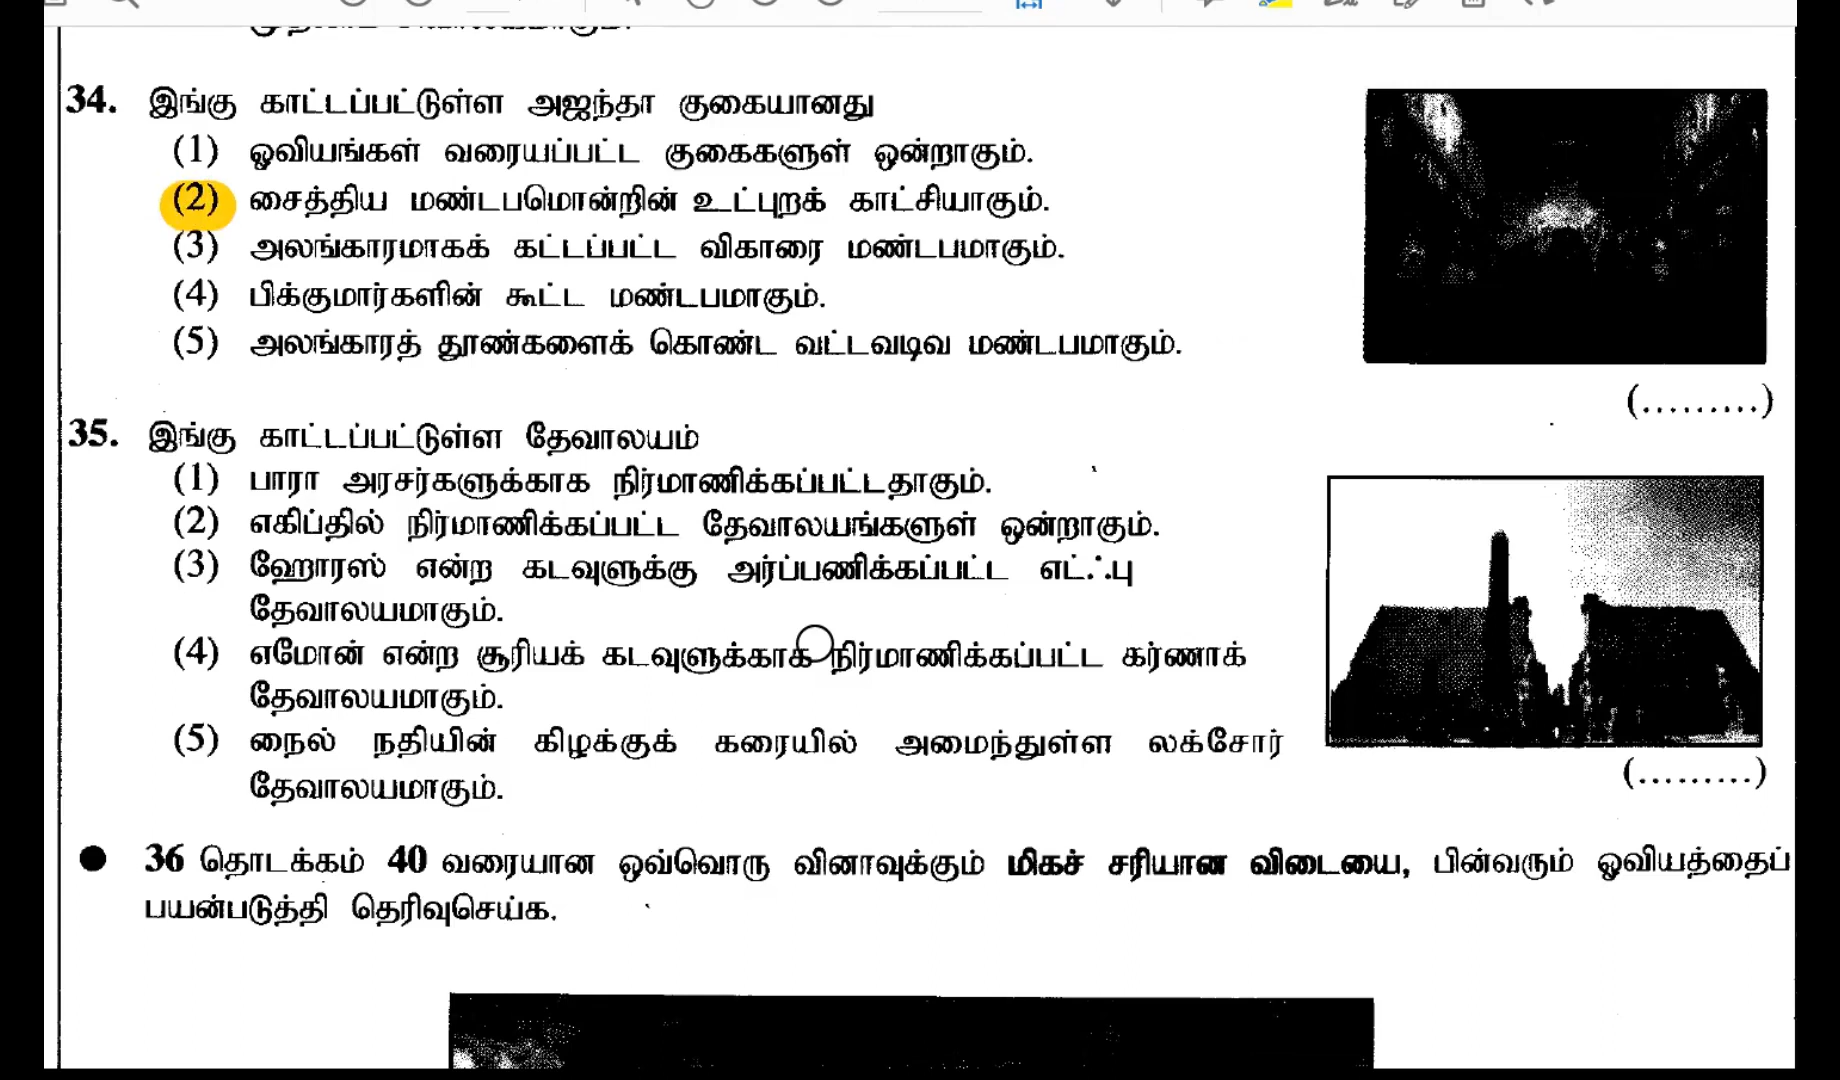 34. இங்கு காட்டப்பட்டுள்ள அஜந்தா குகையானது
(1) ஓவியங்கள் வரையப்பட்ட குகைகளுள் ஒன்றாகும்.
(2) சைத்திய மண்டபமொன்றின் உட்புறக் காட்சியாகும்.
(3) அலங்காரமாகக் கட்டப்பட்ட விகாரை மண்டபமாகும்.
(4) பிக்குமார்களின் கூட்ட மண்டபமாகும்.
(5) அலங்காரத் தூண்களைக் கொண்ட வட்டவடிவ மண்டபமாகும்.
(.........)
35. இங்கு காட்டப்பட்டுள்ள தேவாலயம்
(1) பாரா அரசர்களுக்காக நிர்மாணிக்கப்பட்டதாகும்.
(2) எகிப்தில் நிர்மாணிக்கப்பட்ட தேவாலயங்களுள் ஒன்றாகும்.
(3) ஹோரஸ் என்ற கடவுளுக்கு அர்ப்பணிக்கப்பட்ட எட்ஃபு
தேவாலயமாகும்.
(4) எமோன் என்ற சூரியக் கடவுளுக்காக நிர்மாணிக்கப்பட்ட கர்ணாக்
தேவாலயமாகும்.
(5) நைல் நதியின் கிழக்குக் கரையில் அமைந்துள்ள லக்சோர்
தேவாலயமாகும்.
(.........)
● 36 தொடக்கம் 40 வரையான ஒவ்வொரு வினாவுக்கும் மிகச் சரியான விடையை, பின்வரும் ஓவியத்தைப்
பயன்படுத்தி தெரிவுசெய்க.